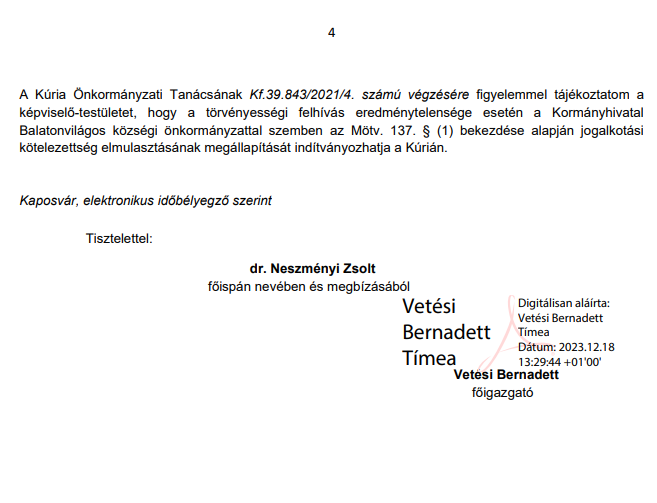 4
A Kúria Önkormányzati Tanácsának Kf.39.843/2021/4. számú végzésére figyelemmel tájékoztatom a
képviselő-testületet, hogy a törvényességi felhívás eredménytelensége esetén a Kormányhivatal
Balatonvilágos községi önkormányzattal szemben az Mötv. 137. § (1) bekezdése alapján jogalkotási
kötelezettség elmulasztásának megállapítását indítványozhatja a Kúrián.
Kaposvár, elektronikus időbélyegző szerint
Tisztelettel:
dr. Neszményi Zsolt
főispán nevében és megbízásából
Vetési
Bernadett
Tímea
Digitálisan aláírta:
Vetési Bernadett
Tímea
Dátum: 2023.12.18
13:29:44 +01'00'
Vetési Bernadett
főigazgató